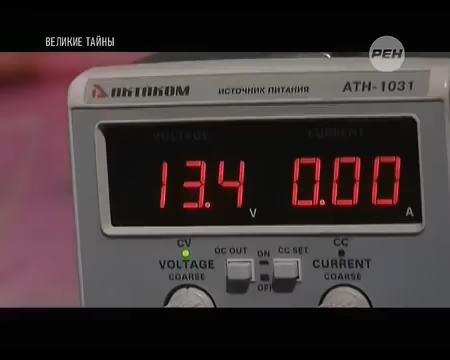 ВЕЛИКИЕ ТАЙНЫ
РЕН
АКТАКОМ ИСТОЧНИК ПИТАНИЯ ATH-1031
VOLTAGE CURRENT
13.4 V 0.00 A
CV DC OUT ON CC SET CC
VOLTAGE CURRENT
COARSE OFF COARSE